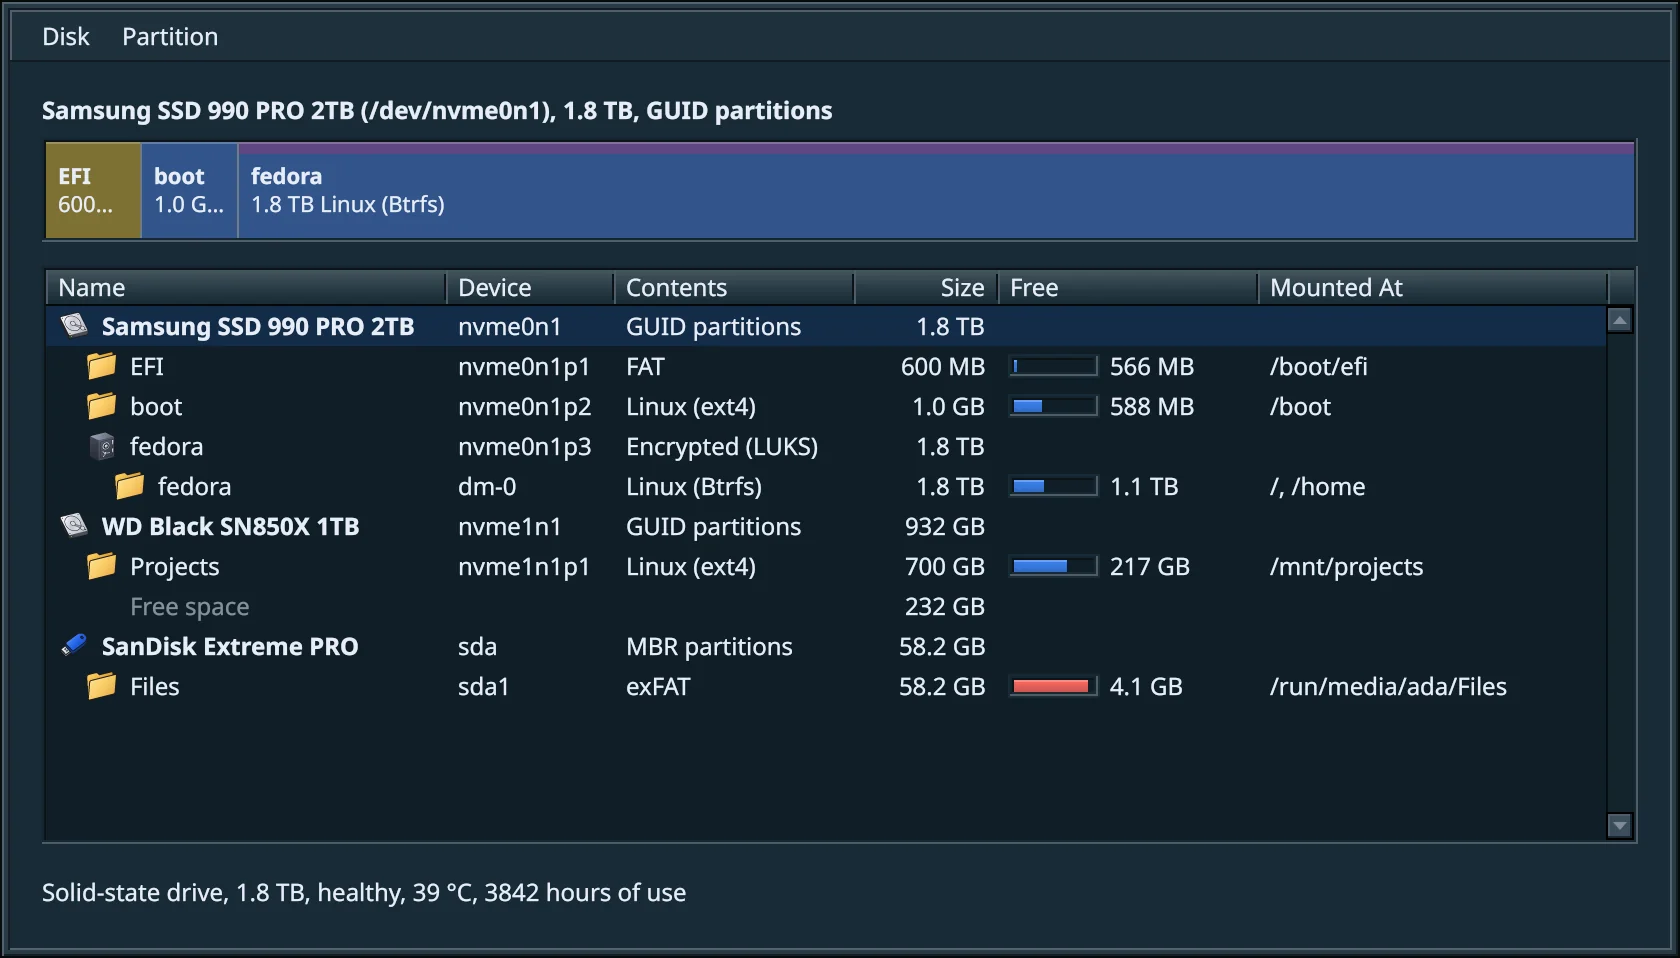 Disk Partition
Samsung SSD 990 PRO 2TB (/dev/nvme0n1), 1.8 TB, GUID partitions
EFI boot fedora
600... 1.0 G... 1.8 TB Linux (Btrfs)
Name Device Contents Size Free Mounted At
Samsung SSD 990 PRO 2TB nvme0n1 GUID partitions 1.8 TB
EFI nvme0n1p1 FAT 600 MB 566 MB /boot/efi
boot nvme0n1p2 Linux (ext4) 1.0 GB 588 MB /boot
fedora nvme0n1p3 Encrypted (LUKS) 1.8 TB
fedora dm-0 Linux (Btrfs) 1.8 TB 1.1 TB /, /home
WD Black SN850X 1TB nvme1n1 GUID partitions 932 GB
Projects nvme1n1p1 Linux (ext4) 700 GB 217 GB /mnt/projects
Free space 232 GB
SanDisk Extreme PRO sda MBR partitions 58.2 GB
Files sda1 exFAT 58.2 GB 4.1 GB /run/media/ada/Files
Solid-state drive, 1.8 TB, healthy, 39 °C, 3842 hours of use